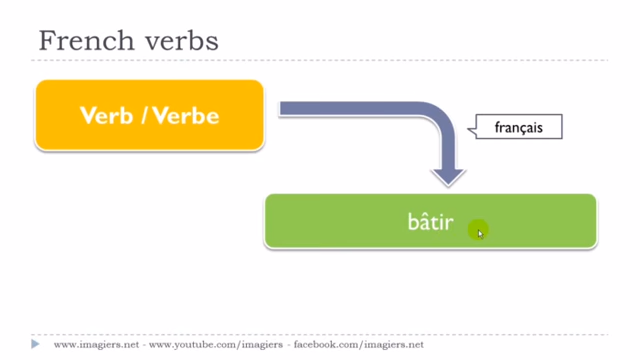 French verbs
Verb / Verbe
français
bâtir
www.imagiers.net - www.youtube.com/imagiers - facebook.com/imagiers.net